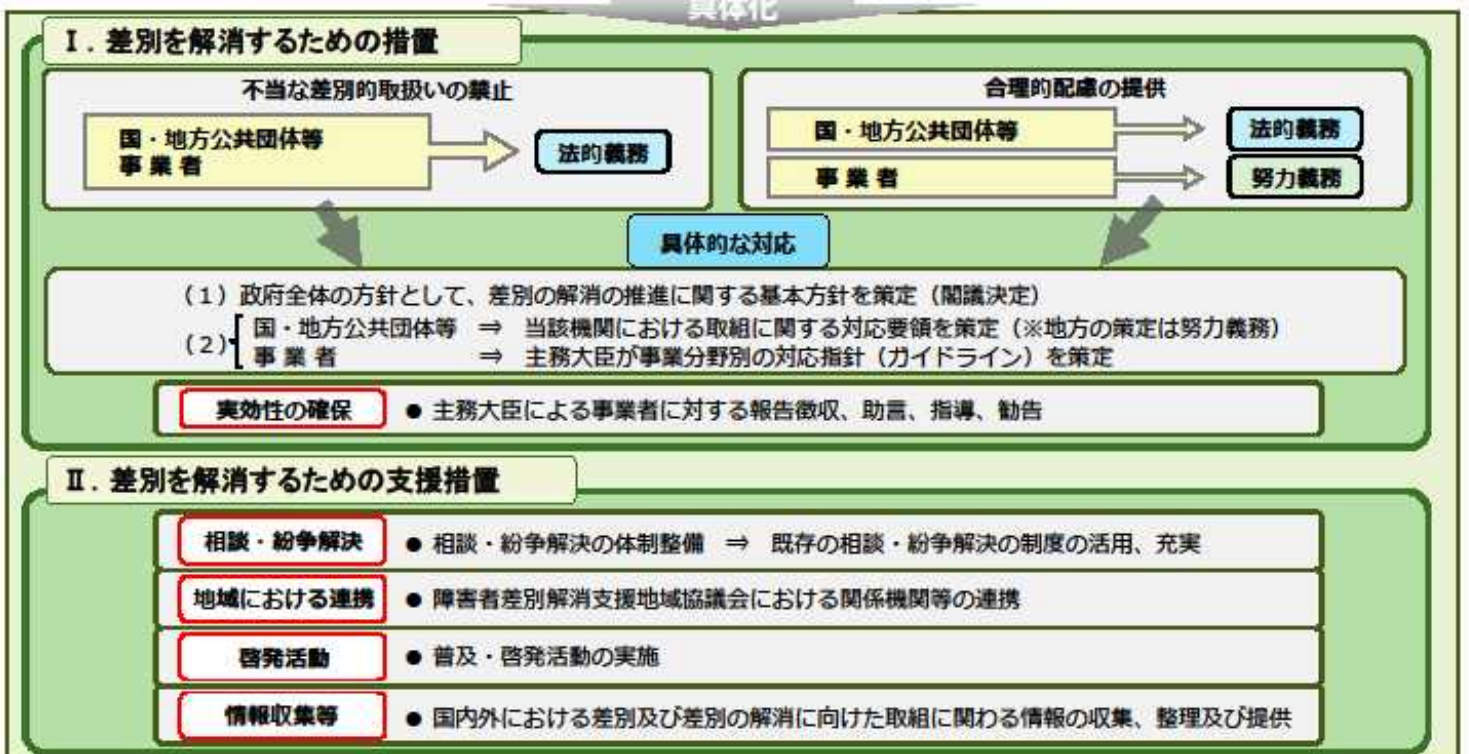 具体化
Ⅰ．差別を解消するための措置
不当な差別的取扱いの禁止
国・地方公共団体等
事 業 者
法的義務
合理的配慮の提供
国・地方公共団体等
法的義務
事 業 者
努力義務
具体的な対応
（１）政府全体の方針として、差別の解消の推進に関する基本方針を策定（閣議決定）
（２）
国・地方公共団体等 ⇒ 当該機関における取組に関する対応要領を策定（※地方の策定は努力義務）
事 業 者 ⇒ 主務大臣が事業分野別の対応指針（ガイドライン）を策定
実効性の確保 ● 主務大臣による事業者に対する報告徴収、助言、指導、勧告
Ⅱ．差別を解消するための支援措置
相談・紛争解決 ● 相談・紛争解決の体制整備 ⇒ 既存の相談・紛争解決の制度の活用、充実
地域における連携 ● 障害者差別解消支援地域協議会における関係機関等の連携
啓発活動 ● 普及・啓発活動の実施
情報収集等 ● 国内外における差別及び差別の解消に向けた取組に関わる情報の収集、整理及び提供